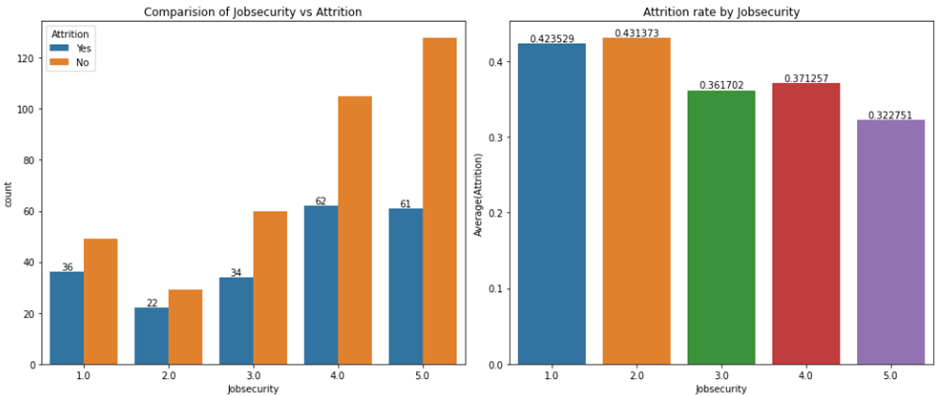 Comparision of Jobsecurity vs Attrition
Attrition
Yes
No
120
100
80
60
40
20
0
count
36
22
34
62
61
1.0 2.0 3.0 4.0 5.0
Jobsecurity
Attrition rate by Jobsecurity
0.4
0.3
0.2
0.1
0.0
Average(Attrition)
0.423529
0.431373
0.361702
0.371257
0.322751
1.0 2.0 3.0 4.0 5.0
Jobsecurity